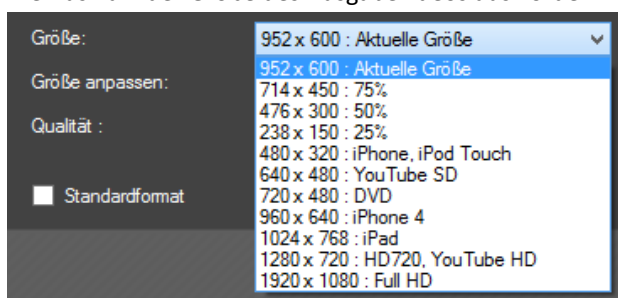 Größe:
952 x 600 : Aktuelle Größe
952 x 600 : Aktuelle Größe
Größe anpassen:
714 x 450 : 75%
476 x 300 : 50%
Qualität :
238 x 150 : 25%
480 x 320 : iPhone, iPod Touch
640 x 480 : YouTube SD
Standardformat
720 x 480 : DVD
960 x 640 : iPhone 4
1024 x 768 : iPad
1280 x 720 : HD720, YouTube HD
1920 x 1080 : Full HD